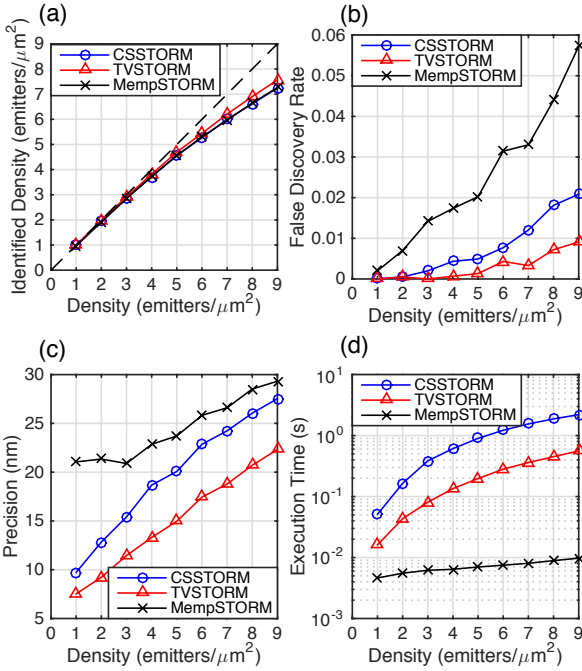 (a)
Identified Density (emitters/μm²)
9
8
7
6
5
4
3
2
1
0
CSSTORM
TVSTORM
MempSTORM
0 1 2 3 4 5 6 7 8 9
Density (emitters/μm²)
(b)
False Discovery Rate
0.06
0.05
0.04
0.03
0.02
0.01
0
CSSTORM
TVSTORM
MempSTORM
0 1 2 3 4 5 6 7 8 9
Density (emitters/μm²)
(c)
Precision (nm)
30
25
20
15
10
5
CSSTORM
TVSTORM
MempSTORM
0 1 2 3 4 5 6 7 8 9
Density (emitters/μm²)
(d)
Execution Time (s)
10¹
10⁰
10⁻¹
10⁻²
10⁻³
CSSTORM
TVSTORM
MempSTORM
0 1 2 3 4 5 6 7 8 9
Density (emitters/μm²)